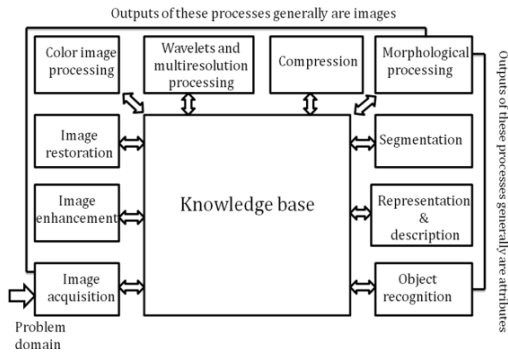 Outputs of these processes generally are images
Color image
processing
Wavelets and
multiresolution
processing
Compression
Morphological
processing
Image
restoration
Segmentation
Image
enhancement
Knowledge base
Representation
&
description
Image
acquisition
Object
recognition
Problem
domain
Outputs of these processes generally are attributes